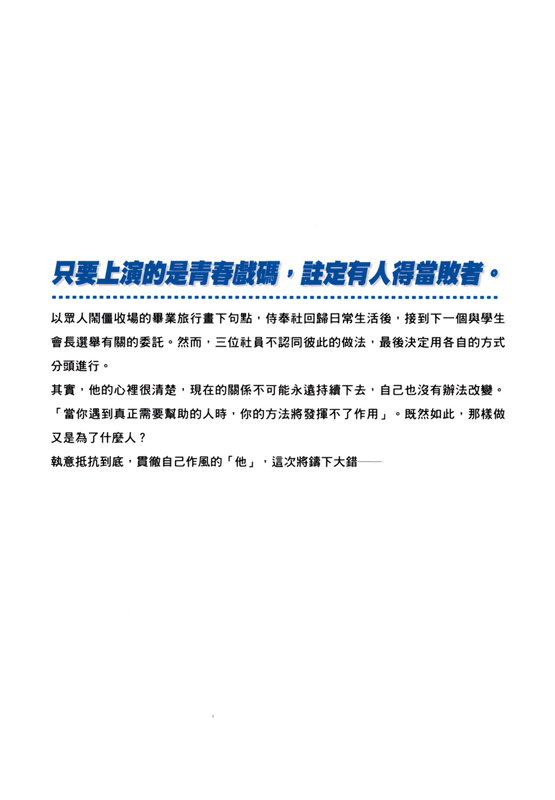 只要上演的是青春戲碼，註定有人得當敗者。
以眾人鬧僵收場的畢業旅行畫下句點，侍奉社回歸日常生活後，接到下一個與學生
會長選舉有關的委託。然而，三位社員不認同彼此的做法，最後決定用各自的方式
分頭進行。
其實，他的心裡很清楚，現在的關係不可能永遠持續下去，自己也沒有辦法改變。
「當你遇到真正需要幫助的人時，你的方法將發揮不了作用」。既然如此，那樣做
又是為了什麼人？
執意抵抗到底，貫徹自己作風的「他」，這次將鑄下大錯──